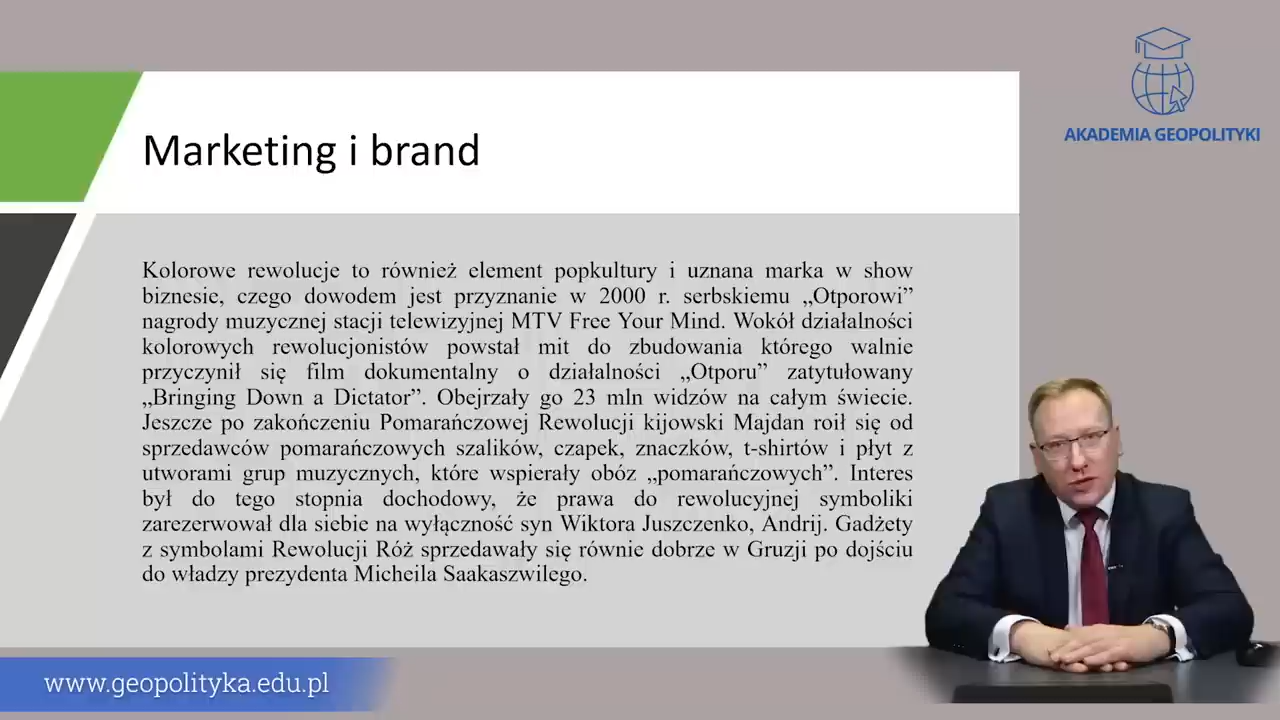 AKADEMIA GEOPOLITYKI
Marketing i brand
Kolorowe rewolucje to również element popkultury i uznana marka w show
biznesie, czego dowodem jest przyznanie w 2000 r. serbskiemu „Otporowi”
nagrody muzycznej stacji telewizyjnej MTV Free Your Mind. Wokół działalności
kolorowych rewolucjonistów powstał mit do zbudowania którego walnie
przyczynił się film dokumentalny o działalności „Otporu” zatytułowany
„Bringing Down a Dictator”. Obejrzały go 23 mln widzów na całym świecie.
Jeszcze po zakończeniu Pomarańczowej Rewolucji kijowski Majdan roił się od
sprzedawców pomarańczowych szalików, czapek, znaczków, t-shirtów i płyt z
utworami grup muzycznych, które wspierały obóz „pomarańczowych”. Interes
był do tego stopnia dochodowy, że prawa do rewolucyjnej symboliki
zarezerwował dla siebie na wyłączność syn Wiktora Juszczenko, Andrij. Gadżety
z symbolami Rewolucji Róż sprzedawały się równie dobrze w Gruzji po dojściu
do władzy prezydenta Micheila Saakaszwilego.
www.geopolityka.edu.pl